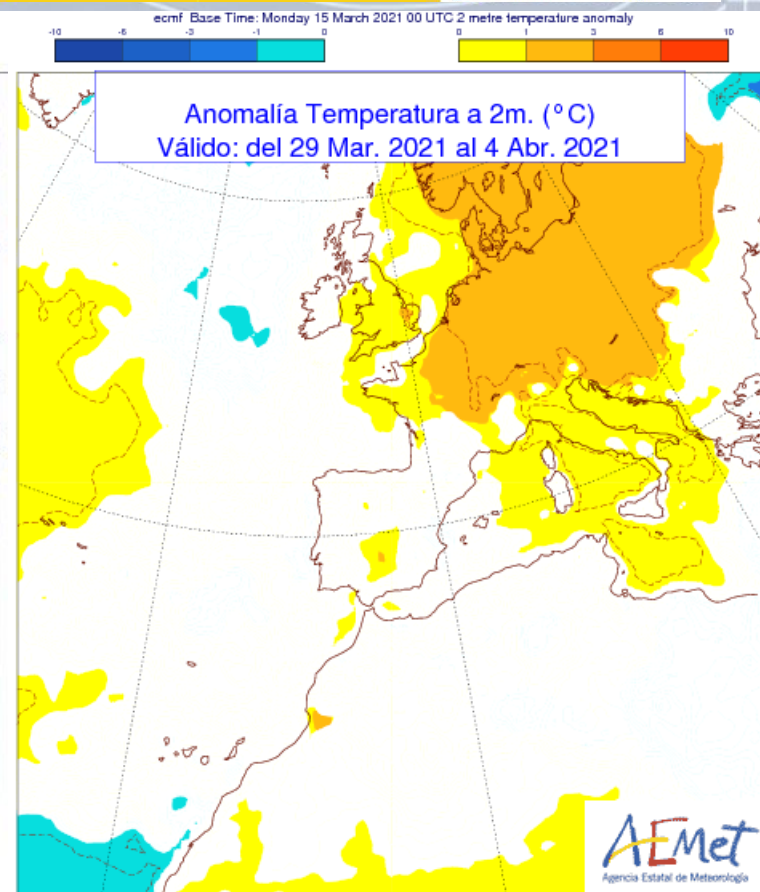 ecmf Base Time: Monday 15 March 2021 00 UTC 2 metre temperature anomaly
-10 -6 -3 -1 0 0 1 3 6 10
Anomalía Temperatura a 2m. (ºC)
Válido: del 29 Mar. 2021 al 4 Abr. 2021
AEMet
Agencia Estatal de Meteorología